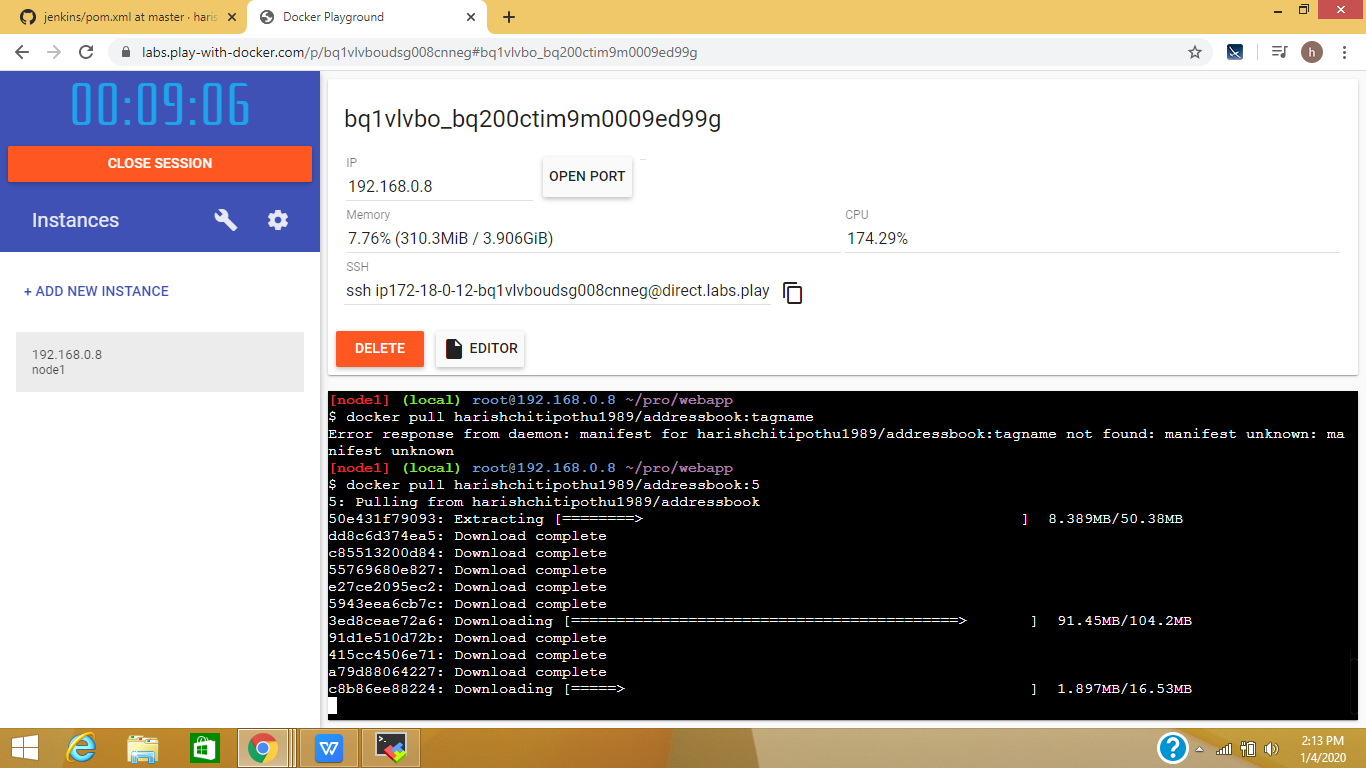 jenkins/pom.xml at master · haris
Docker Playground
labs.play-with-docker.com/p/bq1vlvboudsg008cnneg#bq1vlvbo_bq200ctim9m0009ed99g
h
00:09:06
CLOSE SESSION
Instances
+ ADD NEW INSTANCE
192.168.0.8
node1
bq1vlvbo_bq200ctim9m0009ed99g
IP
192.168.0.8
OPEN PORT
Memory
7.76% (310.3MiB / 3.906GiB)
CPU
174.29%
SSH
ssh ip172-18-0-12-bq1vlvboudsg008cnneg@direct.labs.play
DELETE
EDITOR
[node1] (local) root@192.168.0.8 ~/pro/webapp
$ docker pull harishchitipothu1989/addressbook:tagname
Error response from daemon: manifest for harishchitipothu1989/addressbook:tagname not found: manifest unknown: ma
nifest unknown
[node1] (local) root@192.168.0.8 ~/pro/webapp
$ docker pull harishchitipothu1989/addressbook:5
5: Pulling from harishchitipothu1989/addressbook
50e431f79093: Extracting [========>                                          ]  8.389MB/50.38MB
dd8c6d374ea5: Download complete
c85513200d84: Download complete
55769680e827: Download complete
e27ce2095ec2: Download complete
5943eea6cb7c: Download complete
3ed8ceae72a6: Downloading [===========================================>       ]  91.45MB/104.2MB
91d1e510d72b: Download complete
415cc4506e71: Download complete
a79d88064227: Download complete
c8b86ee88224: Downloading [=====>                                             ]  1.897MB/16.53MB
2:13 PM
1/4/2020